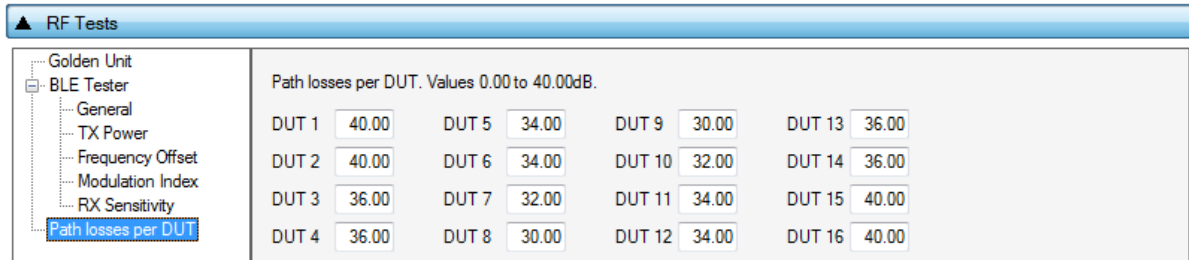 RF Tests
Golden Unit
BLE Tester
General
TX Power
Frequency Offset
Modulation Index
RX Sensitivity
Path losses per DUT
Path losses per DUT. Values 0.00 to 40.00dB.
DUT 1 40.00 DUT 5 34.00 DUT 9 30.00 DUT 13 36.00
DUT 2 40.00 DUT 6 34.00 DUT 10 32.00 DUT 14 36.00
DUT 3 36.00 DUT 7 32.00 DUT 11 34.00 DUT 15 40.00
DUT 4 36.00 DUT 8 30.00 DUT 12 34.00 DUT 16 40.00